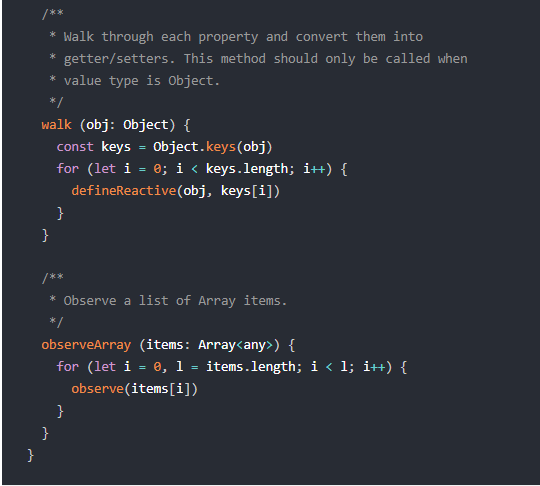 /**
 * Walk through each property and convert them into
 * getter/setters. This method should only be called when
 * value type is Object.
 */
walk (obj: Object) {
  const keys = Object.keys(obj)
  for (let i = 0; i < keys.length; i++) {
    defineReactive(obj, keys[i])
  }
}

/**
 * Observe a list of Array items.
 */
observeArray (items: Array<any>) {
  for (let i = 0, l = items.length; i < l; i++) {
    observe(items[i])
  }
}
}